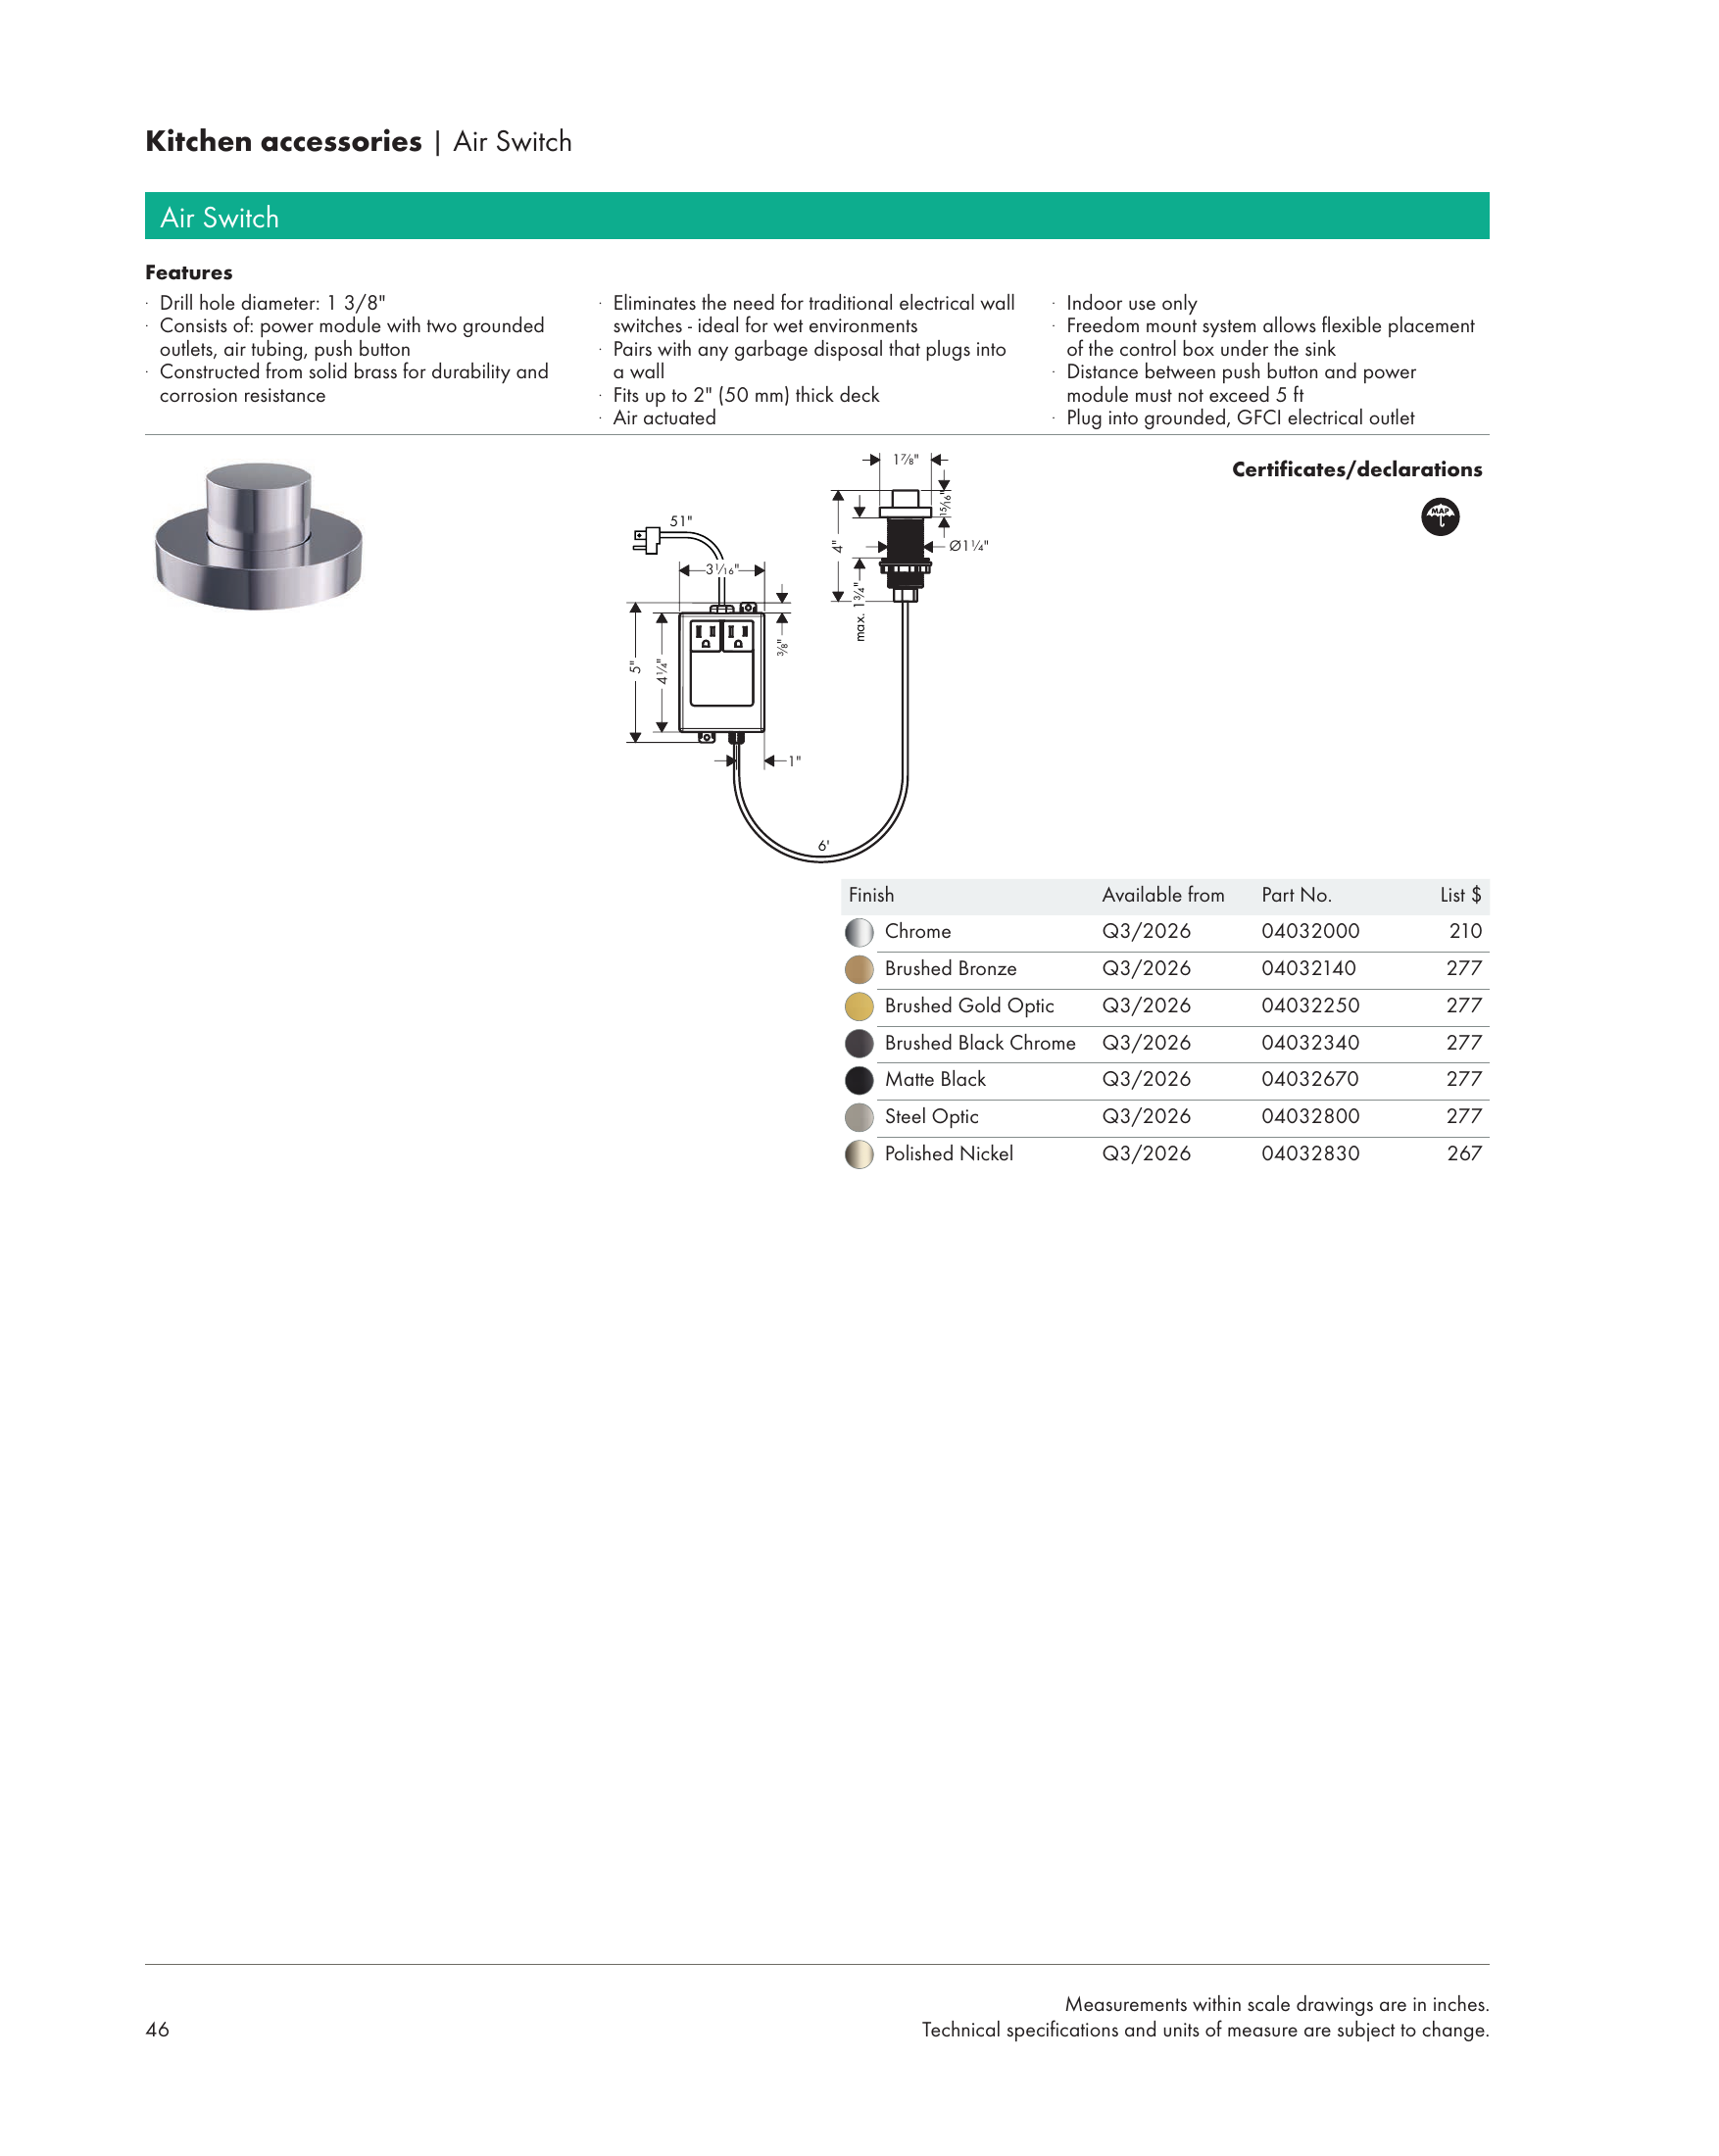 Kitchen accessories | Air Switch
Air Switch
Features
· Drill hole diameter: 1 3/8"
· Consists of: power module with two grounded
outlets, air tubing, push button
· Constructed from solid brass for durability and
corrosion resistance
· Eliminates the need for traditional electrical wall
switches - ideal for wet environments
· Pairs with any garbage disposal that plugs into
a wall
· Fits up to 2" (50 mm) thick deck
· Air actuated
· Indoor use only
· Freedom mount system allows flexible placement
of the control box under the sink
· Distance between push button and power
module must not exceed 5 ft
· Plug into grounded, GFCI electrical outlet
Certificates/declarations
MAP
1⅞"
15/16"
51"
4"
Ø1¼"
3 1/16"
max. 1¾"
⅜"
5"
4¼"
1"
6'
Finish Available from Part No. List $
Chrome Q3/2026 04032000 210
Brushed Bronze Q3/2026 04032140 277
Brushed Gold Optic Q3/2026 04032250 277
Brushed Black Chrome Q3/2026 04032340 277
Matte Black Q3/2026 04032670 277
Steel Optic Q3/2026 04032800 277
Polished Nickel Q3/2026 04032830 267
Measurements within scale drawings are in inches.
46 Technical specifications and units of measure are subject to change.